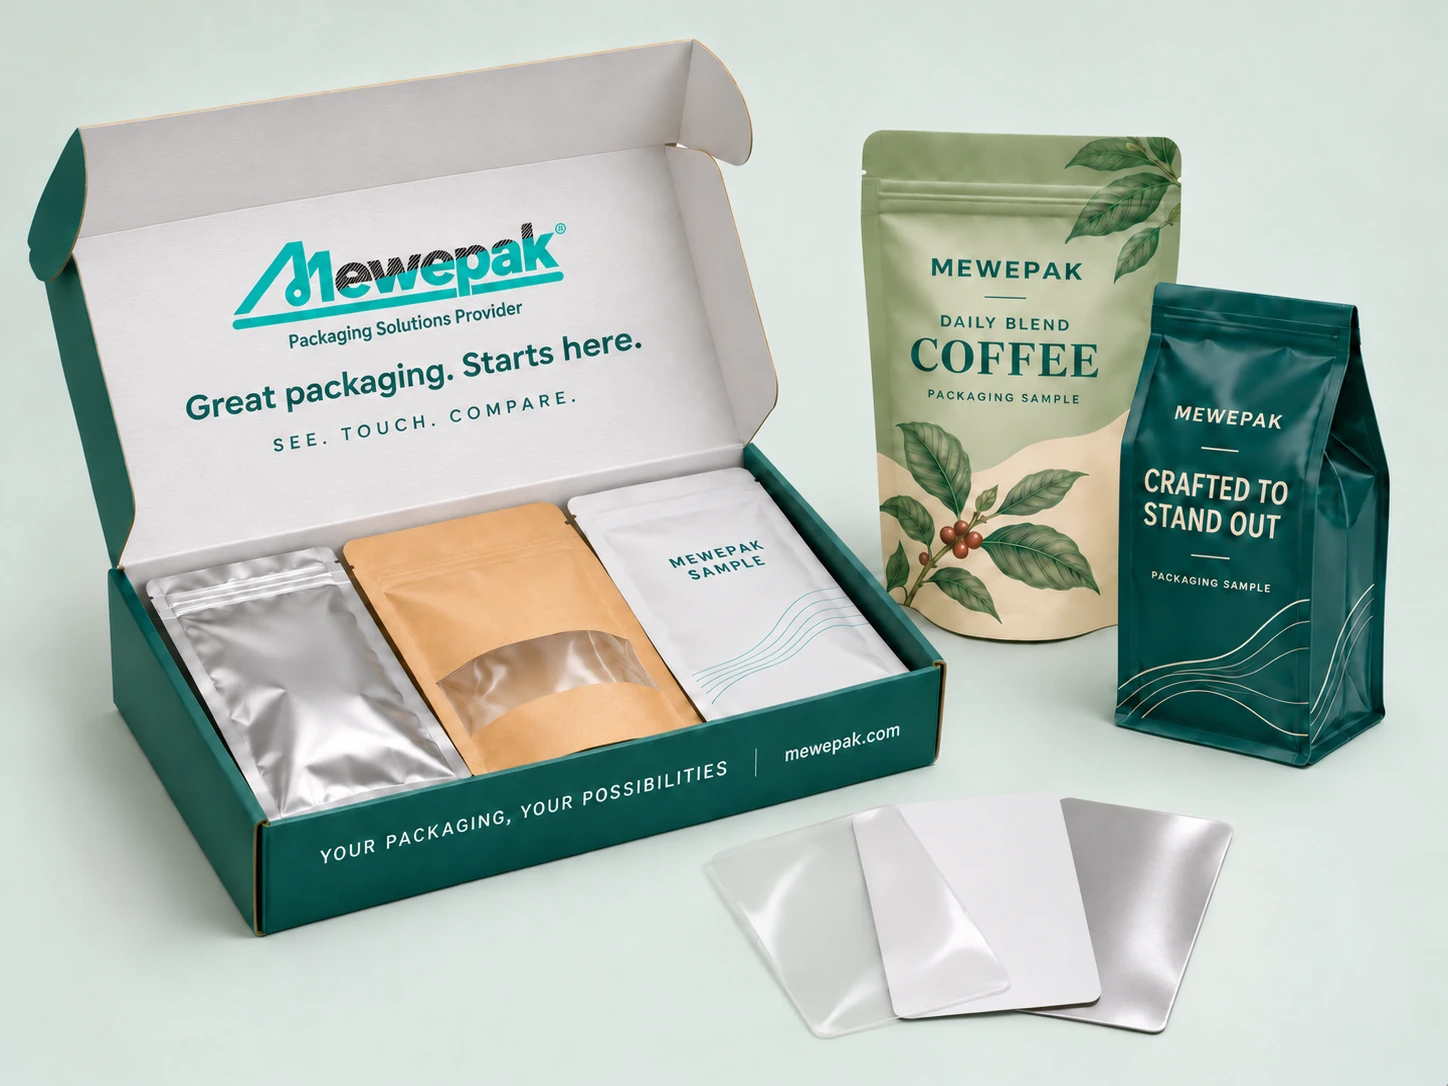 Mewepak®
Packaging Solutions Provider
Great packaging. Starts here.
SEE. TOUCH. COMPARE.
MEWEPAK
SAMPLE
YOUR PACKAGING, YOUR POSSIBILITIES | mewepak.com
MEWEPAK
DAILY BLEND
COFFEE
PACKAGING SAMPLE
MEWEPAK
CRAFTED TO
STAND OUT
PACKAGING SAMPLE